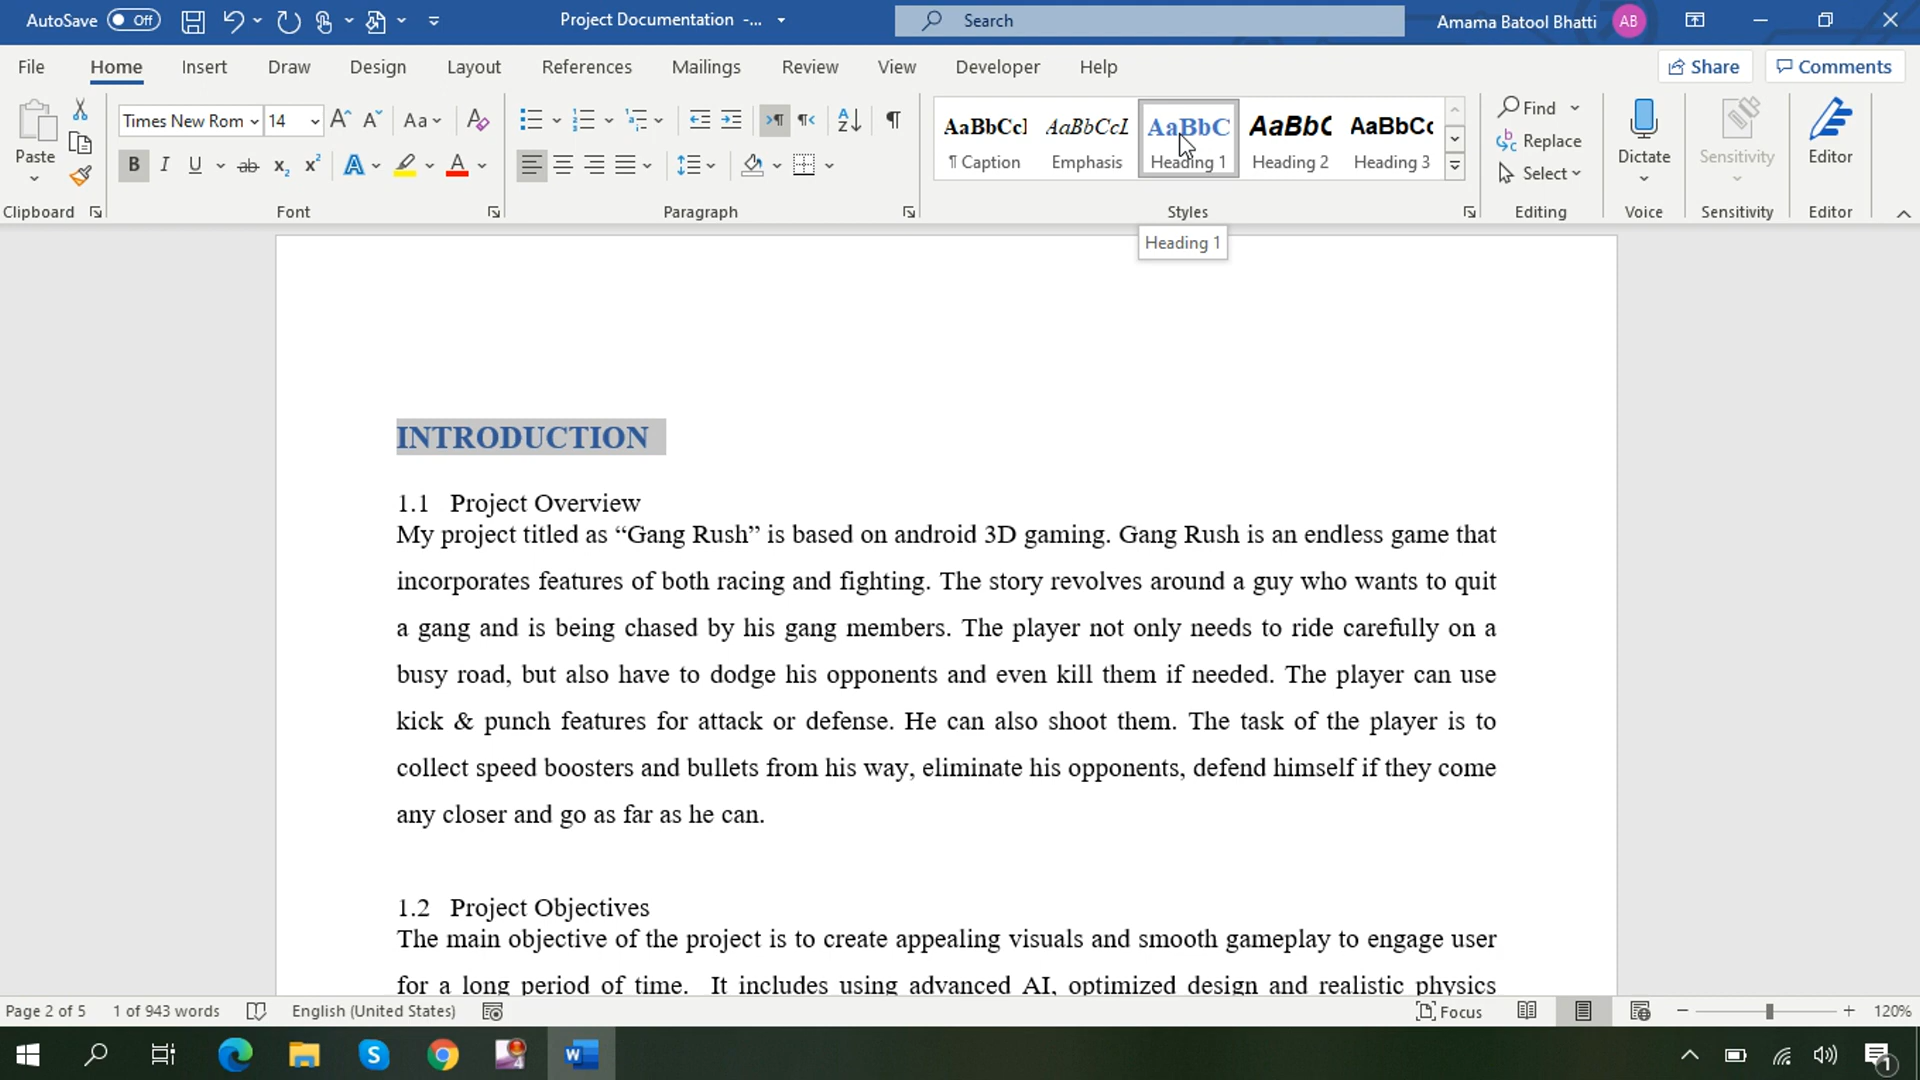 AutoSave Off
Project Documentation -...
Search
Amama Batool Bhatti AB
File Home Insert Draw Design Layout References Mailings Review View Developer Help Share Comments
Paste
Times New Rom 14
Aa
B I U ab x₂ x² A A
AaBbCcI AaBbCcL AaBbC AaBbC AaBbCc
¶ Caption Emphasis Heading 1 Heading 2 Heading 3
Find
Replace
Select
Dictate
Sensitivity
Editor
Clipboard Font Paragraph Styles Editing Voice Sensitivity Editor
Heading 1
INTRODUCTION
1.1 Project Overview
My project titled as “Gang Rush” is based on android 3D gaming. Gang Rush is an endless game that
incorporates features of both racing and fighting. The story revolves around a guy who wants to quit
a gang and is being chased by his gang members. The player not only needs to ride carefully on a
busy road, but also have to dodge his opponents and even kill them if needed. The player can use
kick & punch features for attack or defense. He can also shoot them. The task of the player is to
collect speed boosters and bullets from his way, eliminate his opponents, defend himself if they come
any closer and go as far as he can.
1.2 Project Objectives
The main objective of the project is to create appealing visuals and smooth gameplay to engage user
for a long period of time. It includes using advanced AI, optimized design and realistic physics
Page 2 of 5 1 of 943 words English (United States) Focus 120%
1